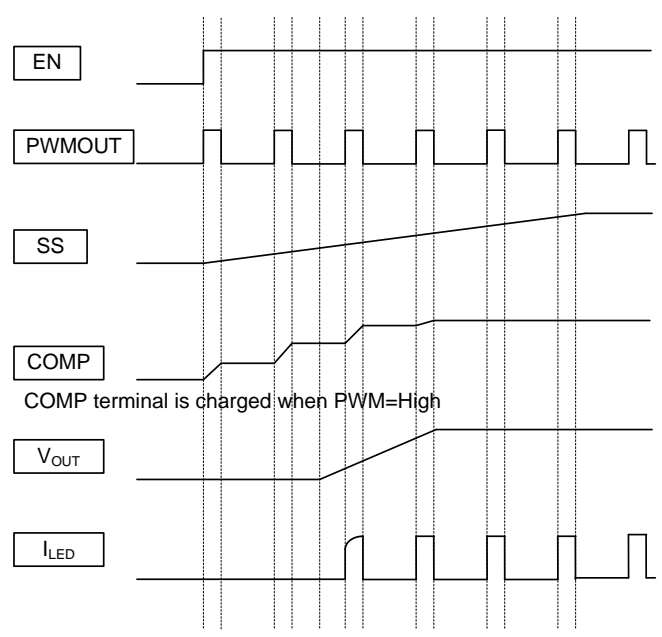 EN
PWMOUT
SS
COMP
COMP terminal is charged when PWM=High
VOUT
ILED